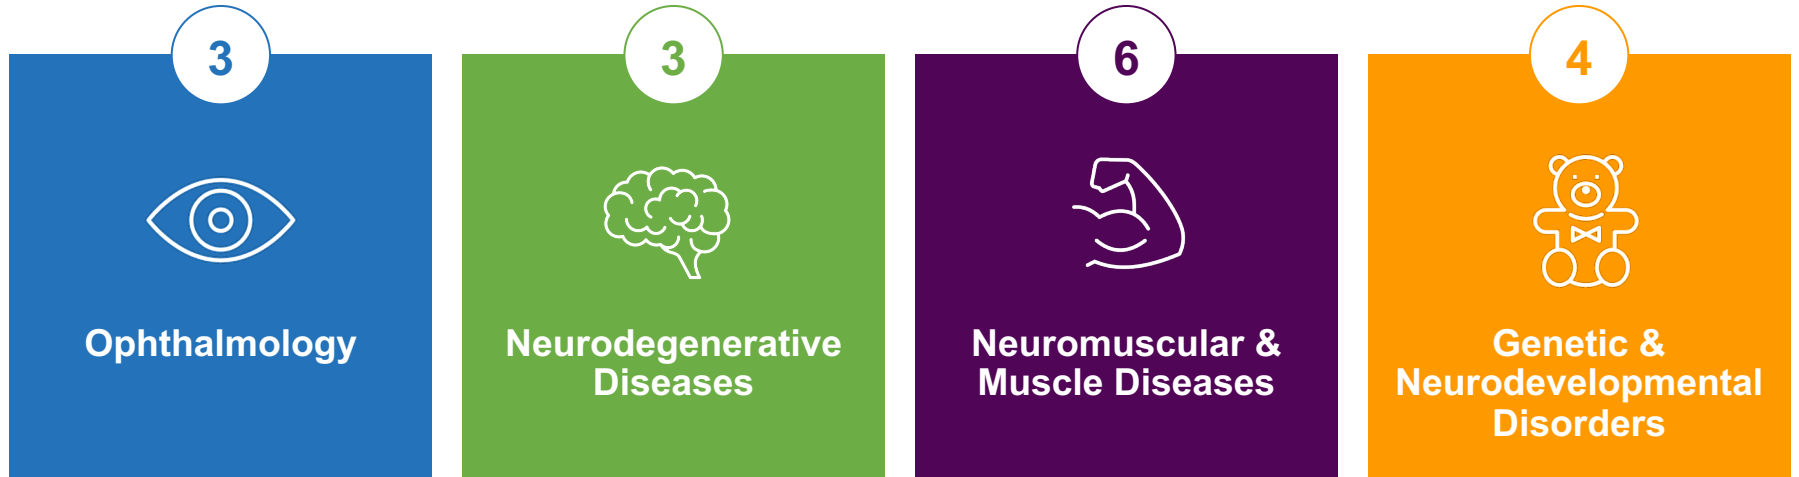 3
Ophthalmology
3
Neurodegenerative
Diseases
6
Neuromuscular &
Muscle Diseases
4
Genetic &
Neurodevelopmental
Disorders